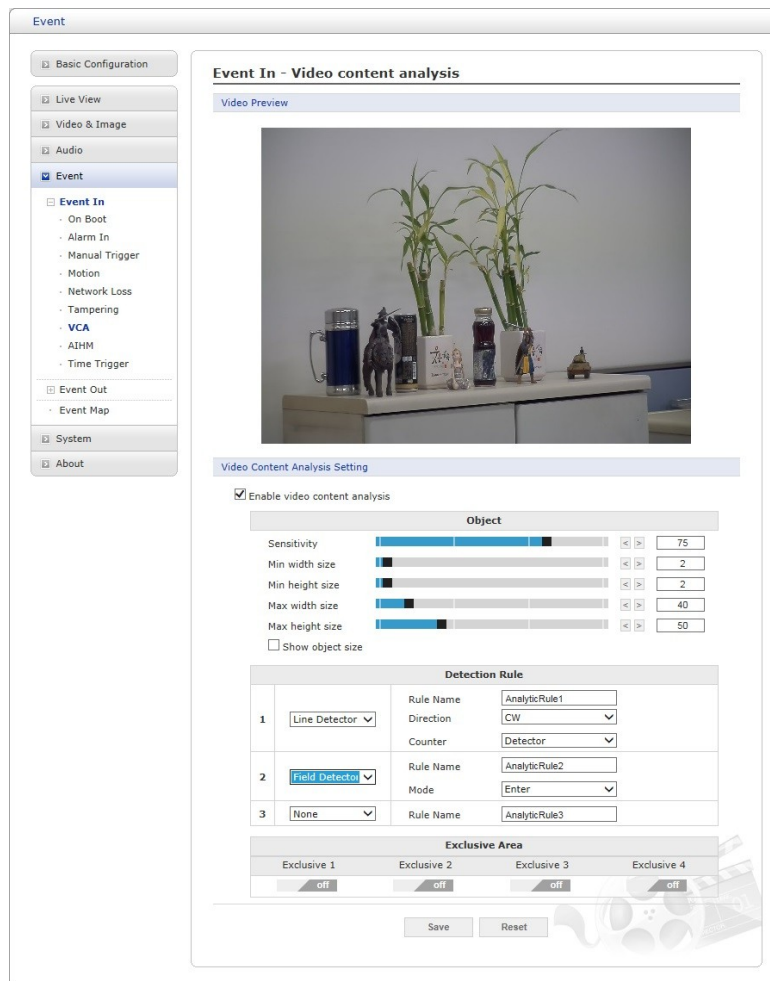 Event
Basic Configuration
Live View
Video & Image
Audio
Event
Event In
On Boot
Alarm In
Manual Trigger
Motion
Network Loss
Tampering
VCA
AIHM
Time Trigger
Event Out
Event Map
System
About
Event In - Video content analysis
Video Preview
Video Content Analysis Setting
Enable video content analysis
Object
Sensitivity < > 75
Min width size < > 2
Min height size < > 2
Max width size < > 40
Max height size < > 50
Show object size
Detection Rule
1 Line Detector
Rule Name AnalyticRule1
Direction CW
Counter Detector
2 Field Detector
Rule Name AnalyticRule2
Mode Enter
3 None Rule Name AnalyticRule3
Exclusive Area
Exclusive 1 Exclusive 2 Exclusive 3 Exclusive 4
off off off off
Save Reset